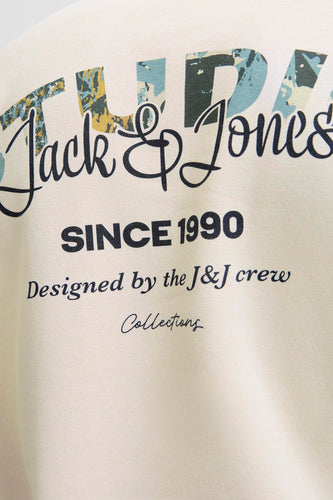 Jack & Jones
SINCE 1990
Designed by the J&J crew
Collections